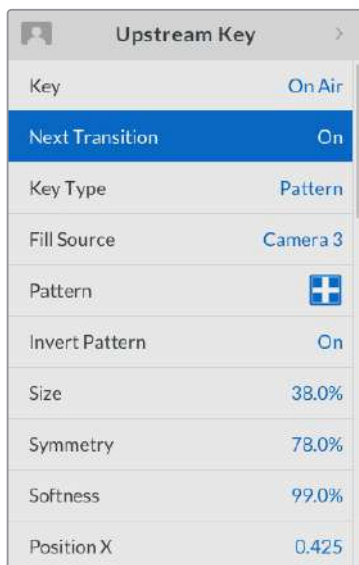 Upstream Key
Key On Air
Next Transition On
Key Type Pattern
Fill Source Camera 3
Pattern
Invert Pattern On
Size 38.0%
Symmetry 78.0%
Softness 99.0%
Position X 0.425